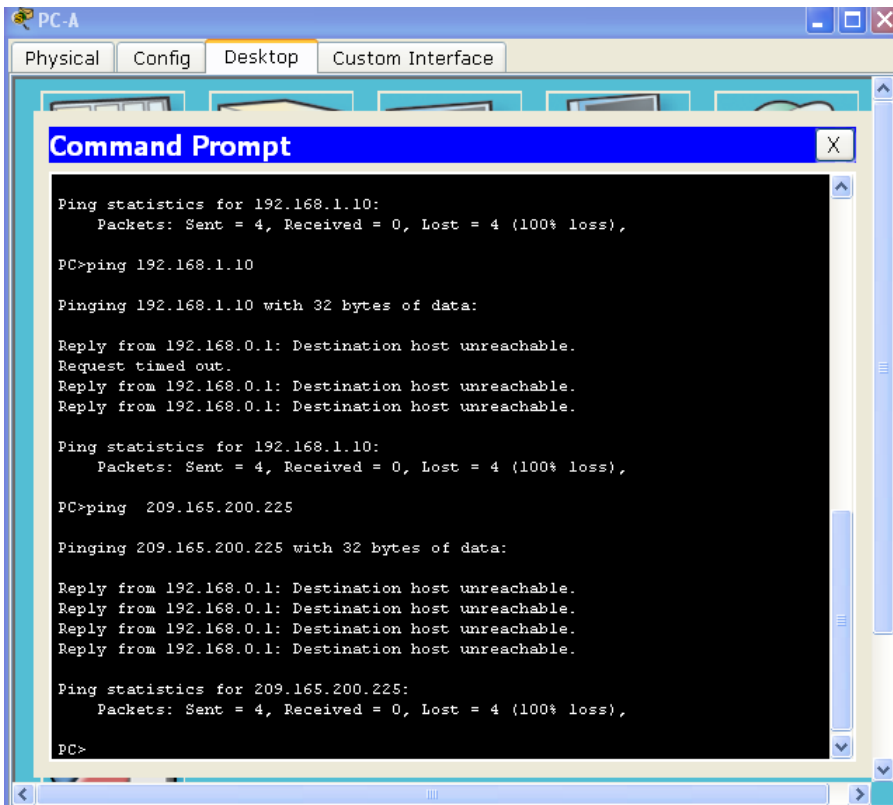 PC-A
Physical Config Desktop Custom Interface
Command Prompt
X
Ping statistics for 192.168.1.10:
Packets: Sent = 4, Received = 0, Lost = 4 (100% loss),
PC>ping 192.168.1.10
Pinging 192.168.1.10 with 32 bytes of data:
Reply from 192.168.0.1: Destination host unreachable.
Request timed out.
Reply from 192.168.0.1: Destination host unreachable.
Reply from 192.168.0.1: Destination host unreachable.
Ping statistics for 192.168.1.10:
Packets: Sent = 4, Received = 0, Lost = 4 (100% loss),
PC>ping  209.165.200.225
Pinging 209.165.200.225 with 32 bytes of data:
Reply from 192.168.0.1: Destination host unreachable.
Reply from 192.168.0.1: Destination host unreachable.
Reply from 192.168.0.1: Destination host unreachable.
Reply from 192.168.0.1: Destination host unreachable.
Ping statistics for 209.165.200.225:
Packets: Sent = 4, Received = 0, Lost = 4 (100% loss),
PC>